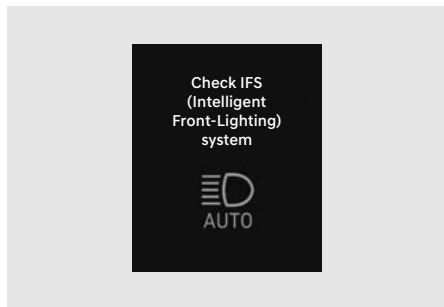 Check IFS
(Intelligent
Front-Lighting)
system
AUTO